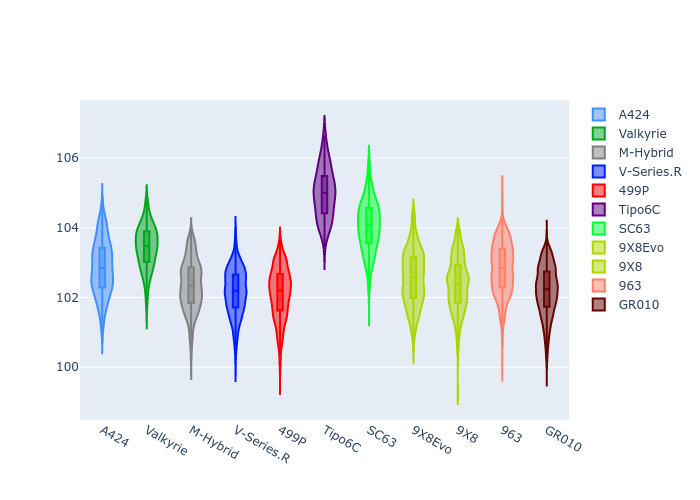 106
104
102
100
A424
Valkyrie
M-Hybrid
V-Series.R
499P
Tipo6C
SC63
9X8Evo
9X8
963
GR010
A424
Valkyrie
M-Hybrid
V-Series.R
499P
Tipo6C
SC63
9X8Evo
9X8
963
GR010